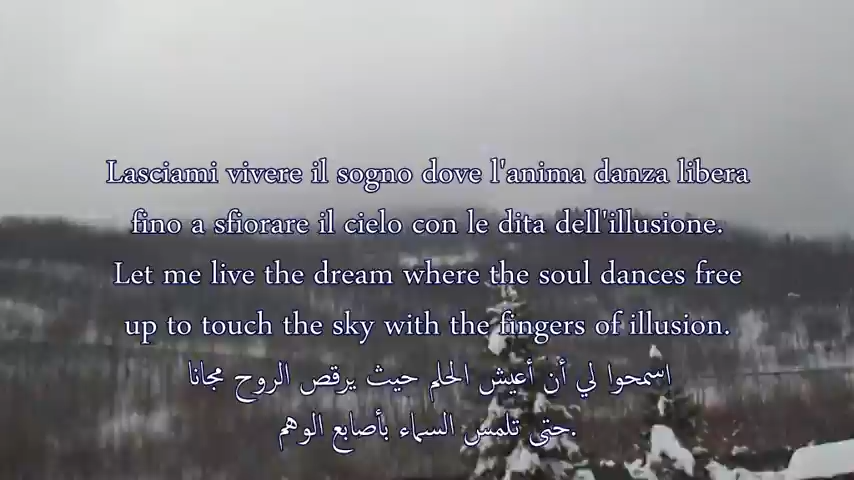 Lasciami vivere il sogno dove l'anima danza libera
fino a sfiorare il cielo con le dita dell'illusione.
Let me live the dream where the soul dances free
up to touch the sky with the fingers of illusion.
اسمحوا لي أن أعيش الحلم حيث يرقص الروح مجانا
حتى تلمس السماء بأصابع الوهم.